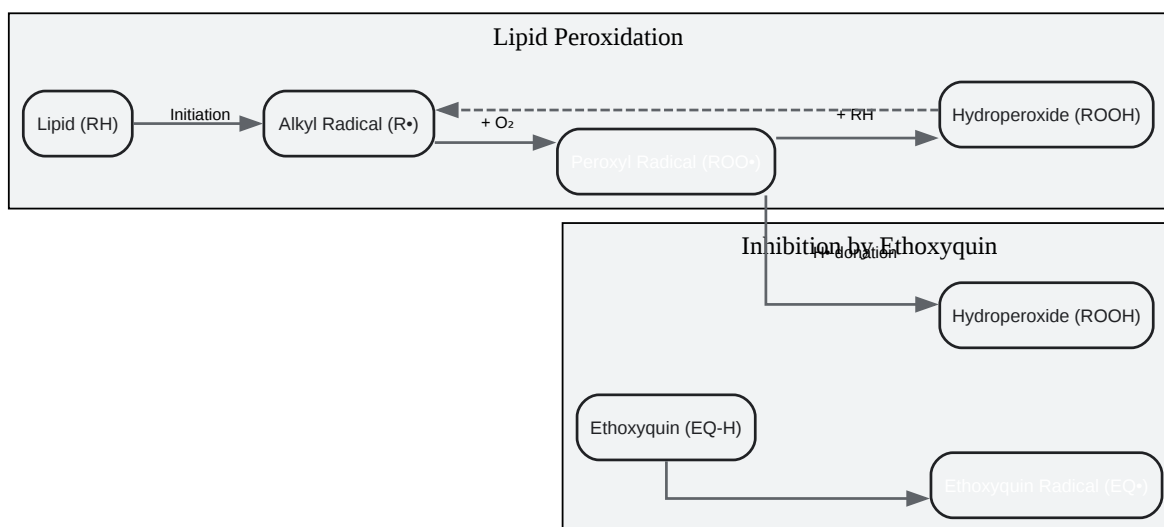 Lipid Peroxidation
Lipid (RH)
Initiation
Alkyl Radical (R•)
+ O₂
Peroxyl Radical (ROO•)
+ RH
Hydroperoxide (ROOH)
Inhibition by Ethoxyquin
H• donation
Hydroperoxide (ROOH)
Ethoxyquin (EQ-H)
Ethoxyquin Radical (EQ•)